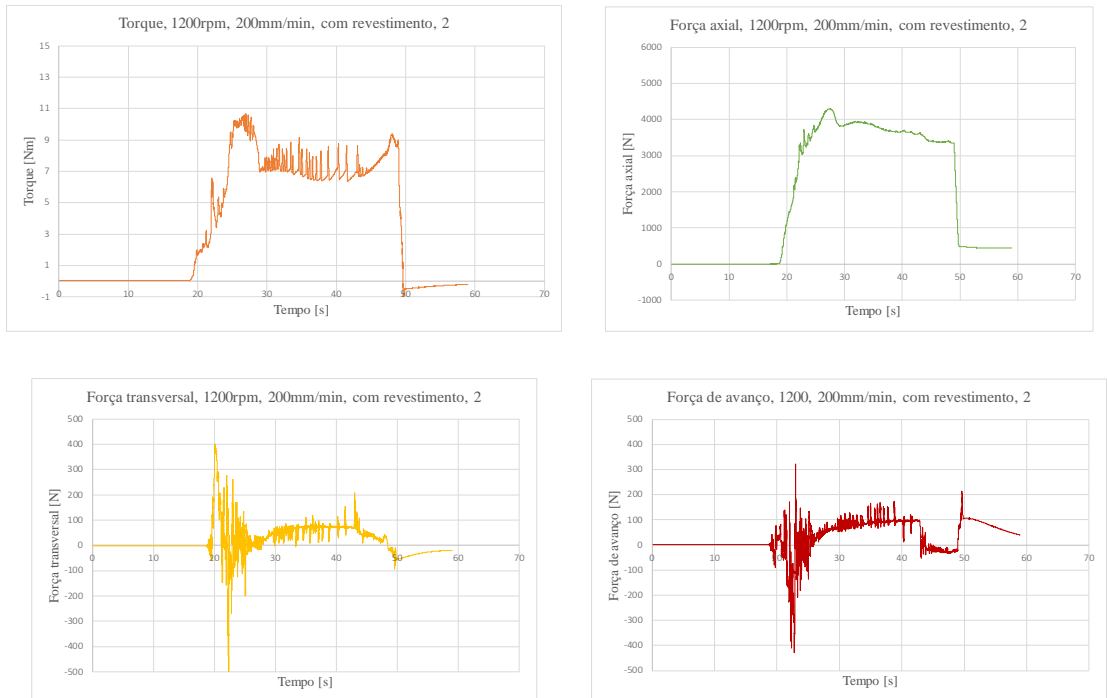 Torque, 1200rpm, 200mm/min, com revestimento, 2
15
13
11
9
7
5
3
1
-1
Torque [Nm]
0 10 20 30 40 50 60 70
Tempo [s]
Força axial, 1200rpm, 200mm/min, com revestimento, 2
6000
5000
4000
3000
2000
1000
0
-1000
Força axial [N]
0 10 20 30 40 50 60 70
Tempo [s]
Força transversal, 1200rpm, 200mm/min, com revestimento, 2
500
400
300
200
100
0
-100
-200
-300
-400
-500
Força transversal [N]
0 10 20 30 40 50 60 70
Tempo [s]
Força de avanço, 1200, 200mm/min, com revestimento, 2
500
400
300
200
100
0
-100
-200
-300
-400
-500
Força de avanço [N]
0 10 20 30 40 50 60 70
Tempo [s]